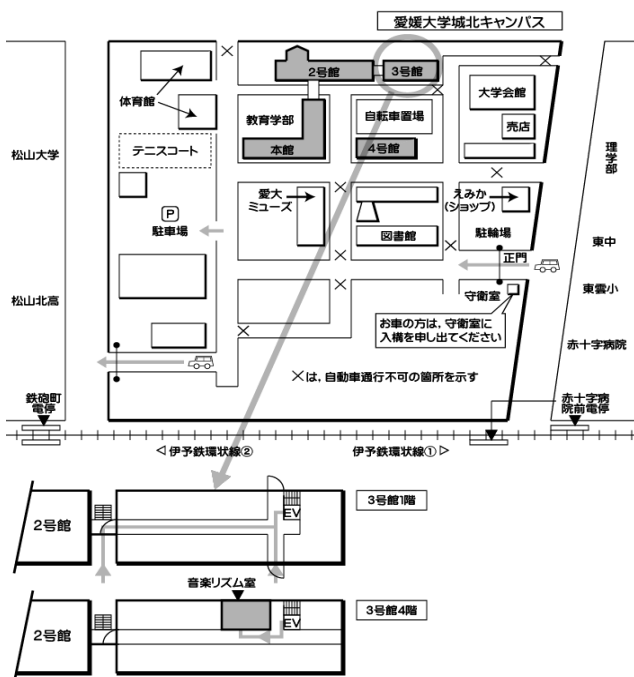 愛媛大学城北キャンパス
2号館
3号館
体育館
教育学部
本館
自転車置場
4号館
大学会館
売店
松山大学
テニスコート
理学部
愛大
ミューズ
えみか
(ショップ)
P
駐車場
図書館
駐輪場
東中
正門
松山北高
守衛室
東雲小
お車の方は，守衛室に
入構を申し出てください
赤十字病院
×は，自動車通行不可の箇所を示す
鉄砲町
電停
赤十字病
院前電停
◁伊予鉄環状線②
伊予鉄環状線①▷
2号館
EV
3号館1階
音楽リズム室
2号館
EV
3号館4階